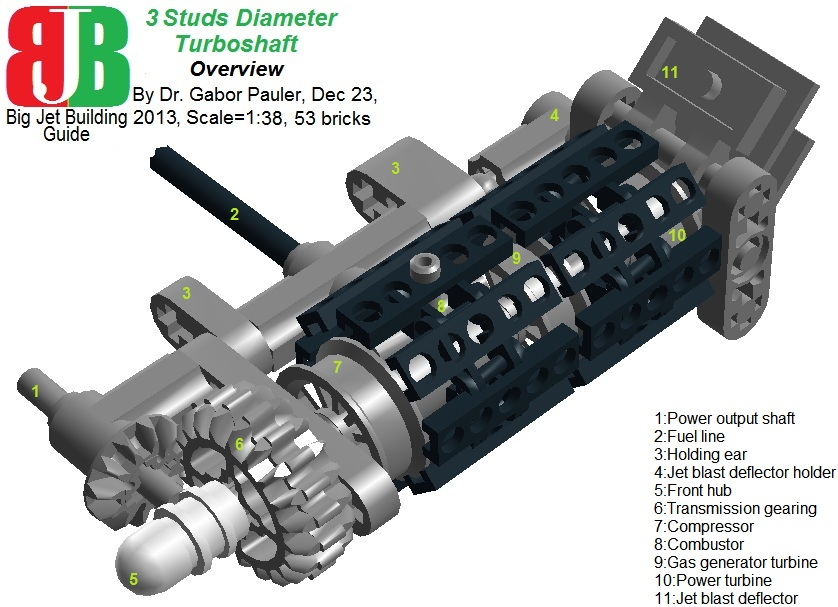 BJB
3 Studs Diameter
Turboshaft
Overview
By Dr. Gabor Pauler, Dec 23,
Big Jet Building 2013, Scale=1:38, 53 bricks
Guide
11
4
3
2
10
9
3
8
7
1
6
5
1:Power output shaft
2:Fuel line
3:Holding ear
4:Jet blast deflector holder
5:Front hub
6:Transmission gearing
7:Compressor
8:Combustor
9:Gas generator turbine
10:Power turbine
11:Jet blast deflector